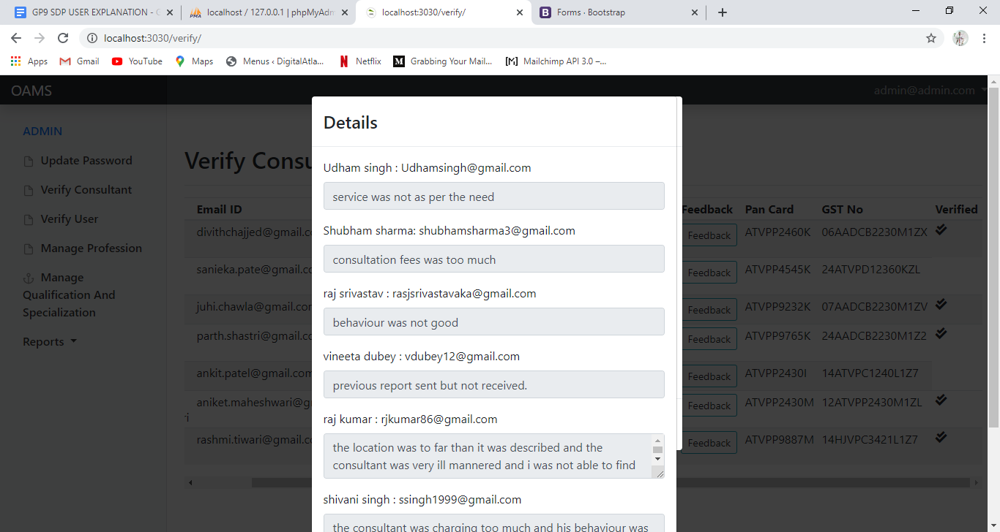 GP9 SDP USER EXPLANATION - G
localhost / 127.0.0.1 | phpMyAdm
localhost:3030/verify/
Forms · Bootstrap
localhost:3030/verify/
Apps
Gmail
YouTube
Maps
Menus ‹ DigitalAtla...
Netflix
Grabbing Your Mail...
Mailchimp API 3.0 –...
OAMS
admin@admin.com
ADMIN
Update Password
Verify Consultant
Verify User
Manage Profession
Manage
Qualification And
Specialization
Reports
Verify Consu
Details
Udham singh : Udhamsingh@gmail.com
service was not as per the need
Shubham sharma: shubhamsharma3@gmail.com
consultation fees was too much
raj srivastav : rasjsrivastavaka@gmail.com
behaviour was not good
vineeta dubey : vdubey12@gmail.com
previous report sent but not received.
raj kumar : rjkumar86@gmail.com
the location was to far than it was described and the
consultant was very ill mannered and i was not able to find
shivani singh : ssingh1999@gmail.com
the consultant was charging too much and his behaviour was
Email ID Feedback Pan Card GST No Verified
divithchajjed@gmail.co Feedback ATVPP2460K 06AADCB2230M1ZX
sanieka.pate@gmail.co Feedback ATVPP4545K 24ATVPD12360KZL
juhi.chawla@gmail.con Feedback ATVPP9232K 07AADCB2230M1ZV
parth.shastri@gmail.co Feedback ATVPP9765K 24AADCB2230M1Z2
ankit.patel@gmail.com Feedback ATVPP2430I 14ATVPC1240L1Z7
aniket.maheshwari@g Feedback ATVPP2430M 12ATVPP2430M1ZL
ri
rashmi.tiwari@gmail.co Feedback ATVPP9887M 14HJVPC3421L1Z7